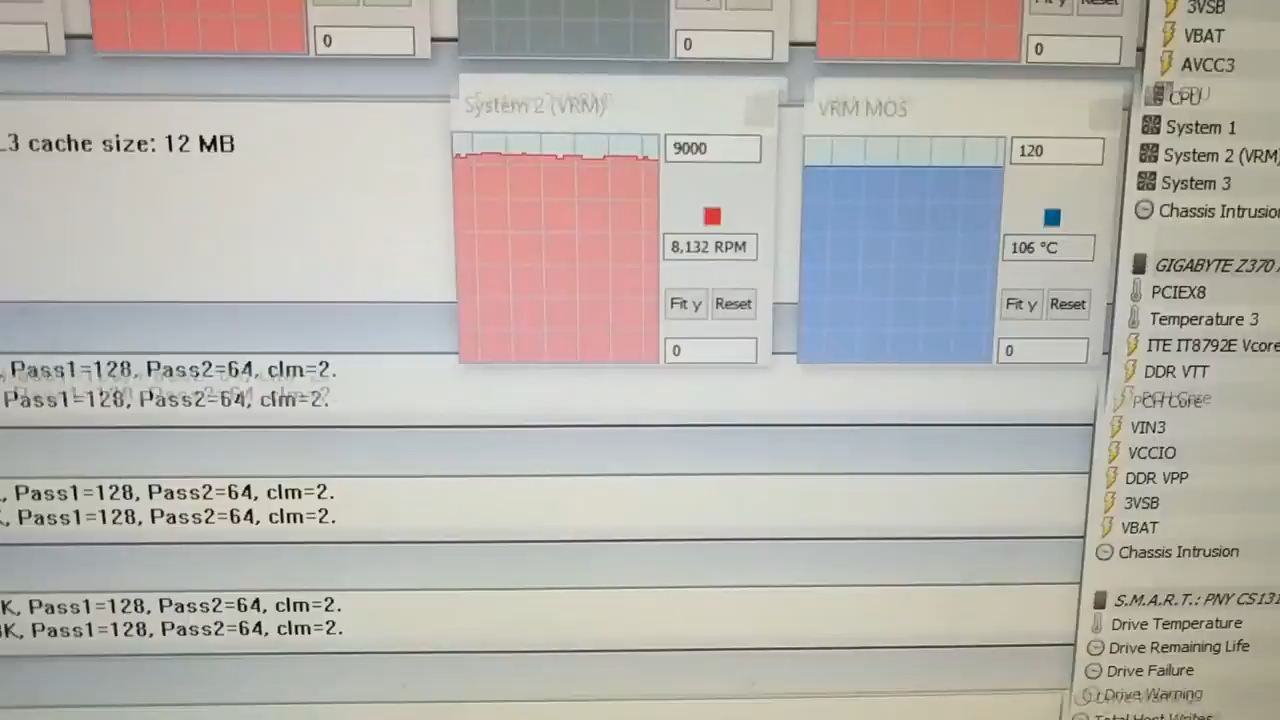 Fit y Reset
0
0
0
3VSB
VBAT
AVCC3
CPU
System 1
System 2 (VRM)
System 3
Chassis Intrusion
System 2 (VRM)
9000
8,132 RPM
Fit y Reset
0
VRM MOS
120
106 °C
Fit y Reset
0
L3 cache size: 12 MB
, Pass1=128, Pass2=64, clm=2.
Pass1=128, Pass2=64, clm=2.
, Pass1=128, Pass2=64, clm=2.
, Pass1=128, Pass2=64, clm=2.
K, Pass1=128, Pass2=64, clm=2.
K, Pass1=128, Pass2=64, clm=2.
GIGABYTE Z370
PCIEX8
Temperature 3
ITE IT8792E Vcore
DDR VTT
PCH Core
VIN3
VCCIO
DDR VPP
3VSB
VBAT
Chassis Intrusion
S.M.A.R.T.: PNY CS131
Drive Temperature
Drive Remaining Life
Drive Failure
Drive Warning
Total Host Writes